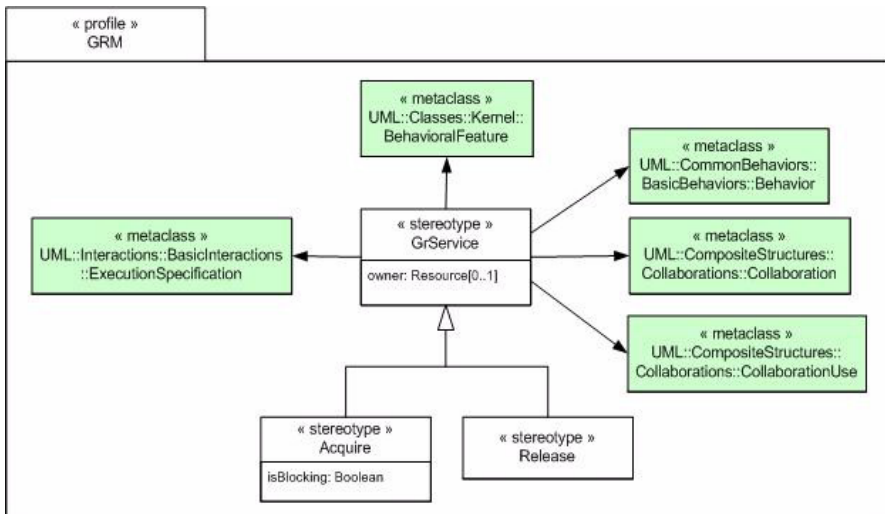 « profile »
GRM
« metaclass »
UML::Classes::Kernel::
BehavioralFeature
« metaclass »
UML::CommonBehaviors::
BasicBehaviors::Behavior
« stereotype »
GrService
owner: Resource[0..1]
« metaclass »
UML::Interactions::BasicInteractions
::ExecutionSpecification
« metaclass »
UML::CompositeStructures::
Collaborations::Collaboration
« metaclass »
UML::CompositeStructures::
Collaborations::CollaborationUse
« stereotype »
Acquire
isBlocking: Boolean
« stereotype »
Release